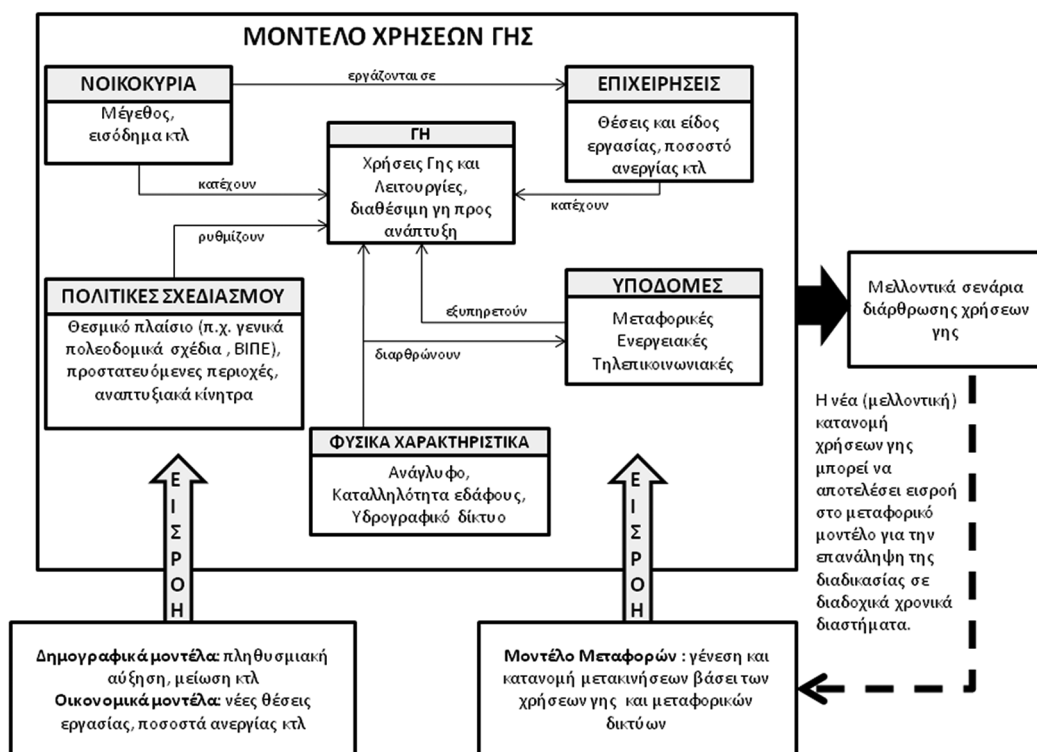 ΜΟΝΤΕΛΟ ΧΡΗΣΕΩΝ ΓΗΣ
ΝΟΙΚΟΚΥΡΙΑ
Μέγεθος,
εισόδημα κτλ
εργάζονται σε
ΕΠΙΧΕΙΡΗΣΕΙΣ
Θέσεις και είδος
εργασίας, ποσοστό
ανεργίας κτλ
ΓΗ
Χρήσεις Γης και
Λειτουργίες,
διαθέσιμη γη προς
ανάπτυξη
κατέχουν
κατέχουν
ρυθμίζουν
ΠΟΛΙΤΙΚΕΣ ΣΧΕΔΙΑΣΜΟΥ
Θεσμικό πλαίσιο (π.χ. γενικά
πολεοδομικά σχέδια , ΒΙΠΕ),
προστατευόμενες περιοχές,
αναπτυξιακά κίνητρα
ΥΠΟΔΟΜΕΣ
Μεταφορικές
Ενεργειακές
Τηλεπικοινωνιακές
εξυπηρετούν
διαρθρώνουν
ΦΥΣΙΚΑ ΧΑΡΑΚΤΗΡΙΣΤΙΚΑ
Ανάγλυφο,
Καταλληλότητα εδάφους,
Υδρογραφικό δίκτυο
ΕΙΣΡΟΗ
ΕΙΣΡΟΗ
Μελλοντικά σενάρια
διάρθρωσης χρήσεων
γης
Η νέα (μελλοντική)
κατανομή
χρήσεων γης
μπορεί να
αποτελέσει εισροή
στο μεταφορικό
μοντέλο για την
επανάληψη της
διαδικασίας σε
διαδοχικά χρονικά
διαστήματα.
Δημογραφικά μοντέλα: πληθυσμιακή
αύξηση, μείωση κτλ
Οικονομικά μοντέλα: νέες θέσεις
εργασίας, ποσοστά ανεργίας κτλ
Μοντέλο Μεταφορών : γένεση και
κατανομή μετακινήσεων βάσει των
χρήσεων γης και μεταφορικών
δικτύων